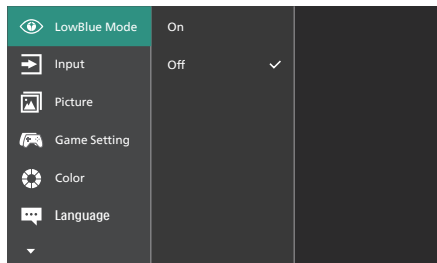 LowBlue Mode
On
Input
Off
Picture
Game Setting
Color
Language